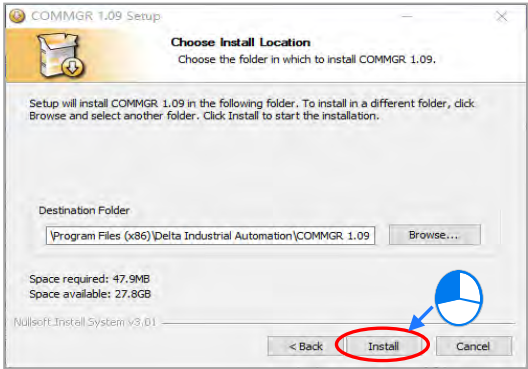 COMMGR 1.09 Setup
Choose Install Location
Choose the folder in which to install COMMGR 1.09.
Setup will install COMMGR 1.09 in the following folder. To install in a different folder, click
Browse and select another folder. Click Install to start the installation.
Destination Folder
\Program Files (x86)\Delta Industrial Automation\COMMGR 1.09
Browse...
Space required: 47.9MB
Space available: 27.8GB
Nullsoft Install System v3.01
< Back
Install
Cancel